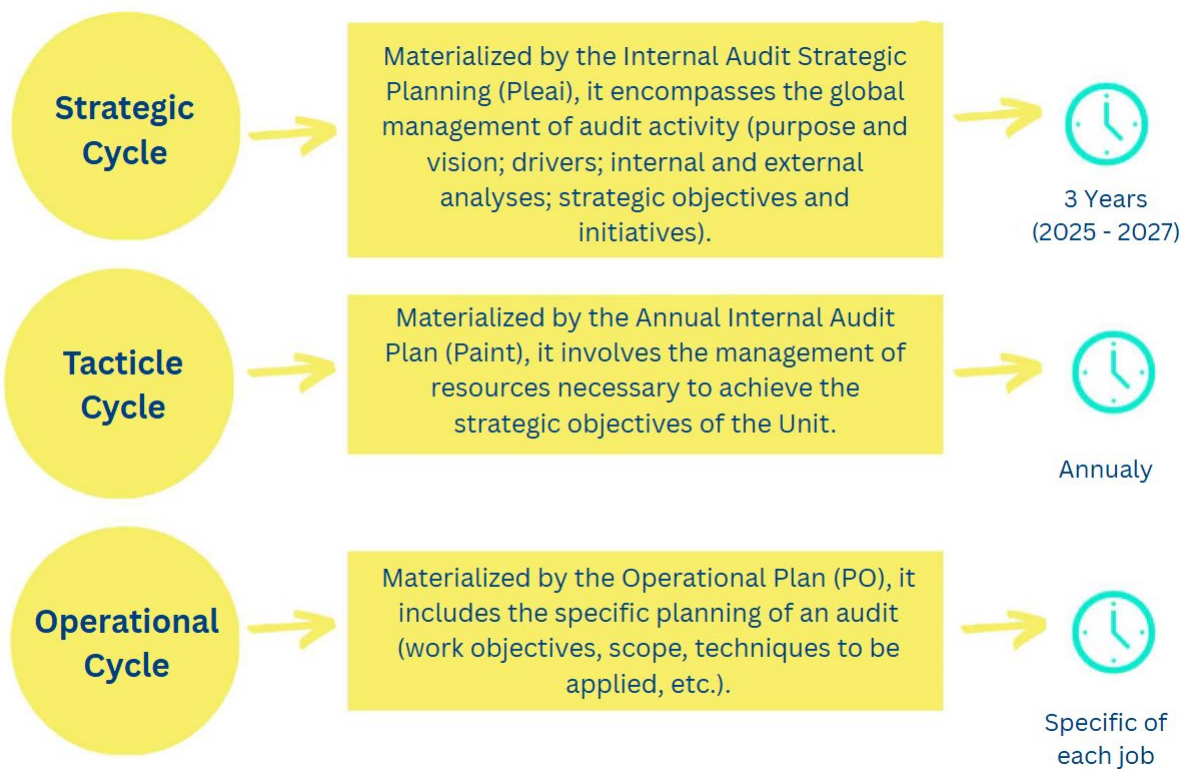 Strategic
Cycle
Materialized by the Internal Audit Strategic
Planning (Pleai), it encompasses the global
management of audit activity (purpose and
vision; drivers; internal and external
analyses; strategic objectives and
initiatives).
3 Years
(2025 - 2027)
Tacticle
Cycle
Materialized by the Annual Internal Audit
Plan (Paint), it involves the management of
resources necessary to achieve the
strategic objectives of the Unit.
Annualy
Operational
Cycle
Materialized by the Operational Plan (PO), it
includes the specific planning of an audit
(work objectives, scope, techniques to be
applied, etc.).
Specific of
each job